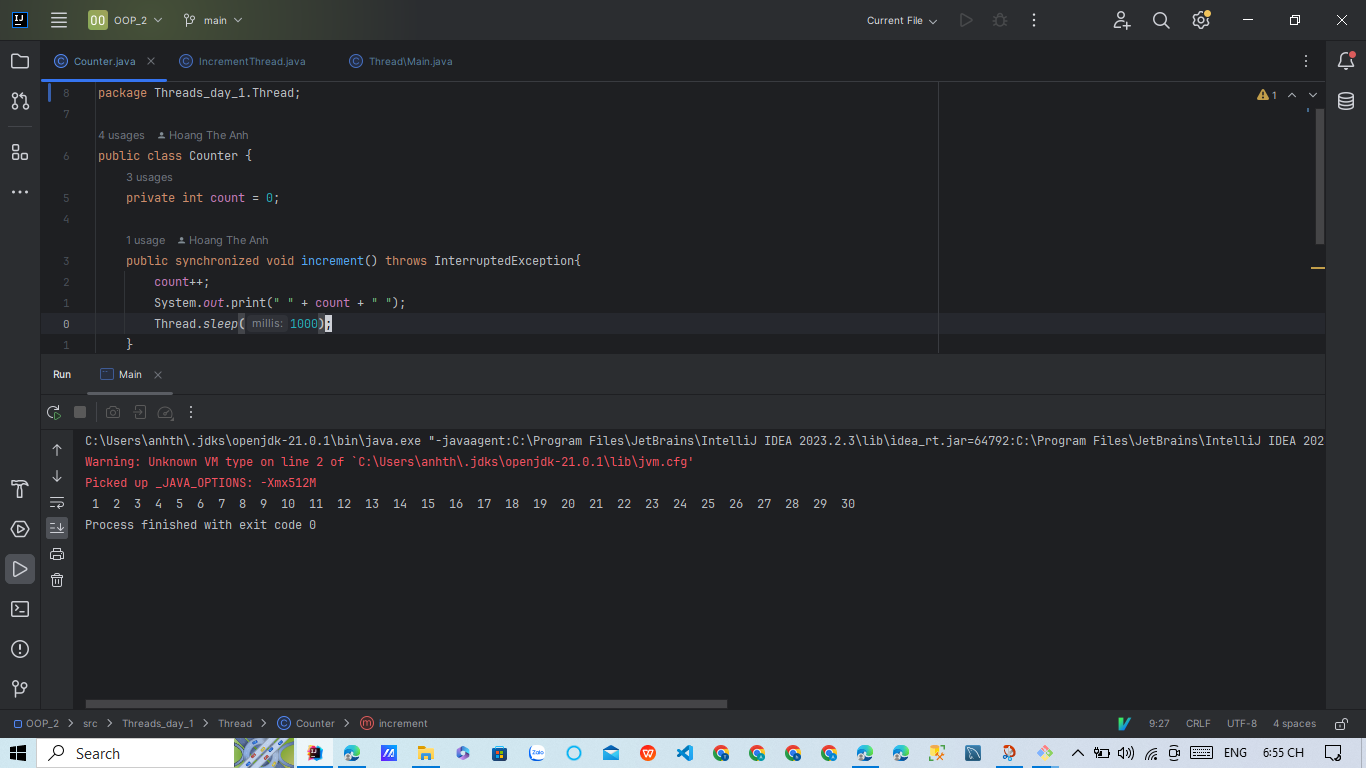 IJ
OO OOP_2 main Current File
Counter.java IncrementThread.java Thread\Main.java
8 package Threads_day_1.Thread; 1
7
4 usages Hoang The Anh
6 public class Counter {
3 usages
5 private int count = 0;
4
1 usage Hoang The Anh
3 public synchronized void increment() throws InterruptedException{
2 count++;
1 System.out.print(" " + count + " ");
0 Thread.sleep( millis: 1000);
1 }
Run Main
C:\Users\anhth\.jdks\openjdk-21.0.1\bin\java.exe "-javaagent:C:\Program Files\JetBrains\IntelliJ IDEA 2023.2.3\lib\idea_rt.jar=64792:C:\Program Files\JetBrains\IntelliJ IDEA 202
Warning: Unknown VM type on line 2 of `C:\Users\anhth\.jdks\openjdk-21.0.1\lib\jvm.cfg'
Picked up _JAVA_OPTIONS: -Xmx512M
1 2 3 4 5 6 7 8 9 10 11 12 13 14 15 16 17 18 19 20 21 22 23 24 25 26 27 28 29 30
Process finished with exit code 0
OOP_2 > src > Threads_day_1 > Thread > Counter > increment 9:27 CRLF UTF-8 4 spaces
Search Zalo ENG 6:55 CH